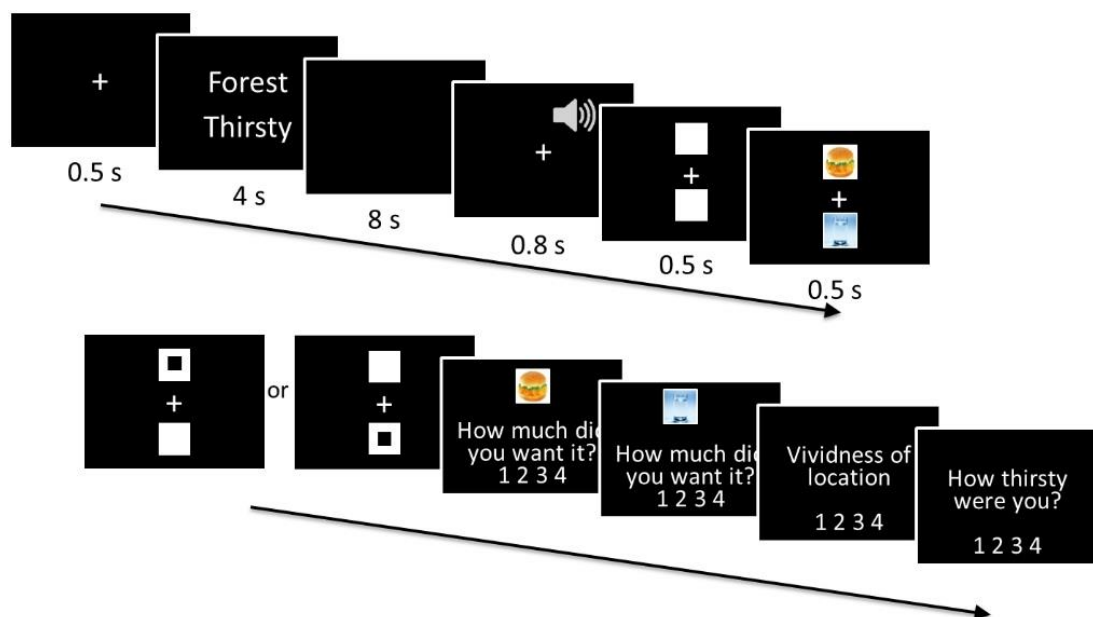 +
Forest
Thirsty
+
+
+
0.5 s
4 s
8 s
0.8 s
0.5 s
0.5 s
+
or
+
How much did
you want it?
1 2 3 4
How much did
you want it?
1 2 3 4
Vividness of
location
1 2 3 4
How thirsty
were you?
1 2 3 4